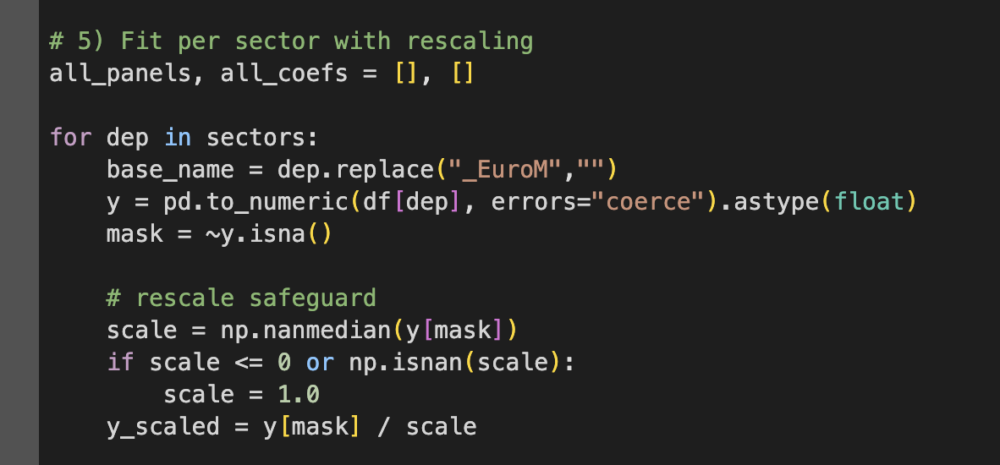 # 5) Fit per sector with rescaling
all_panels, all_coefs = [], []
for dep in sectors:
    base_name = dep.replace("_EuroM","")
    y = pd.to_numeric(df[dep], errors="coerce").astype(float)
    mask = ~y.isna()
    # rescale safeguard
    scale = np.nanmedian(y[mask])
    if scale <= 0 or np.isnan(scale):
        scale = 1.0
    y_scaled = y[mask] / scale